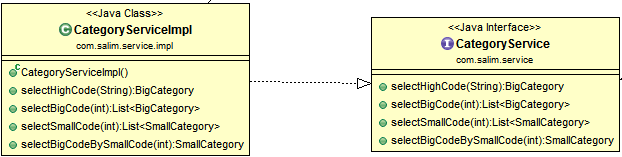 <<Java Class>>
CategoryServiceImpl
com.salim.service.impl
CategoryServiceImpl()
selectHighCode(String):BigCategory
selectBigCode(int):List<BigCategory>
selectSmallCode(int):List<SmallCategory>
selectBigCodeBySmallCode(int):SmallCategory
<<Java Interface>>
CategoryService
com.salim.service
selectHighCode(String):BigCategory
selectBigCode(int):List<BigCategory>
selectSmallCode(int):List<SmallCategory>
selectBigCodeBySmallCode(int):SmallCategory